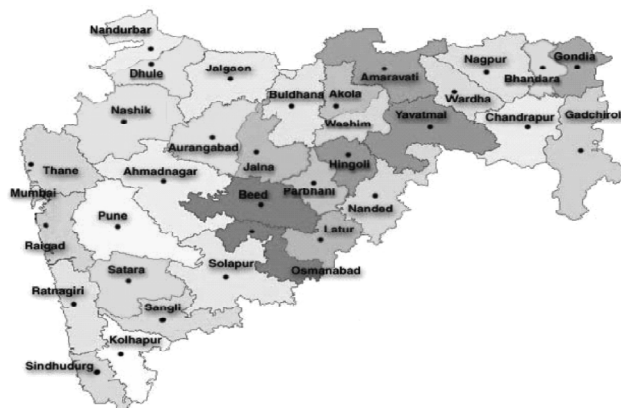 Nandurbar
Dhule
Jalgaon
Nagpur
Bhandara
Gondia
Amaravati
Buldhana
Akola
Wardha
Nashik
Washim
Yavatmal
Chandrapur
Gadchirol
Aurangabad
Jalna
Hingoli
Thane
Ahmadnagar
Mumbai
Beed
Parbhani
Nanded
Pune
Raigad
Latur
Satara
Solapur
Osmanabad
Ratnagiri
Sangli
Kolhapur
Sindhudurg